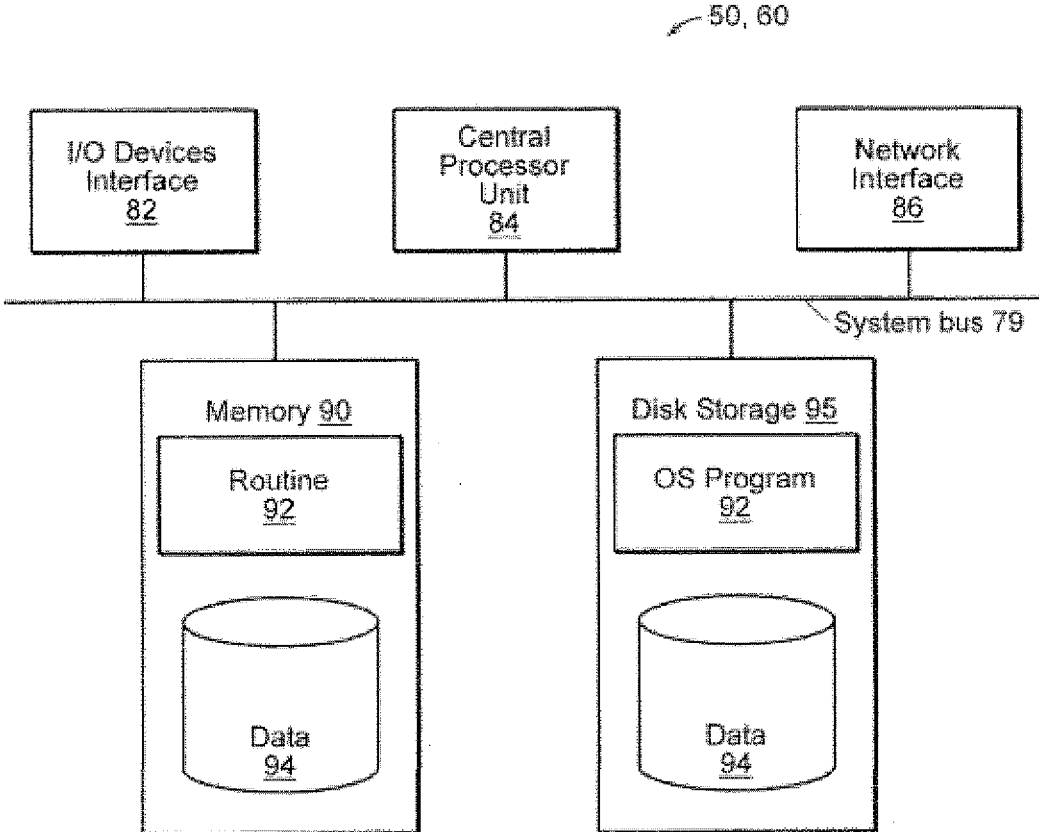 50, 60
I/O Devices
Interface
82
Central
Processor
Unit
84
Network
Interface
86
System bus 79
Memory 90
Routine
92
Data
94
Disk Storage 95
OS Program
92
Data
94